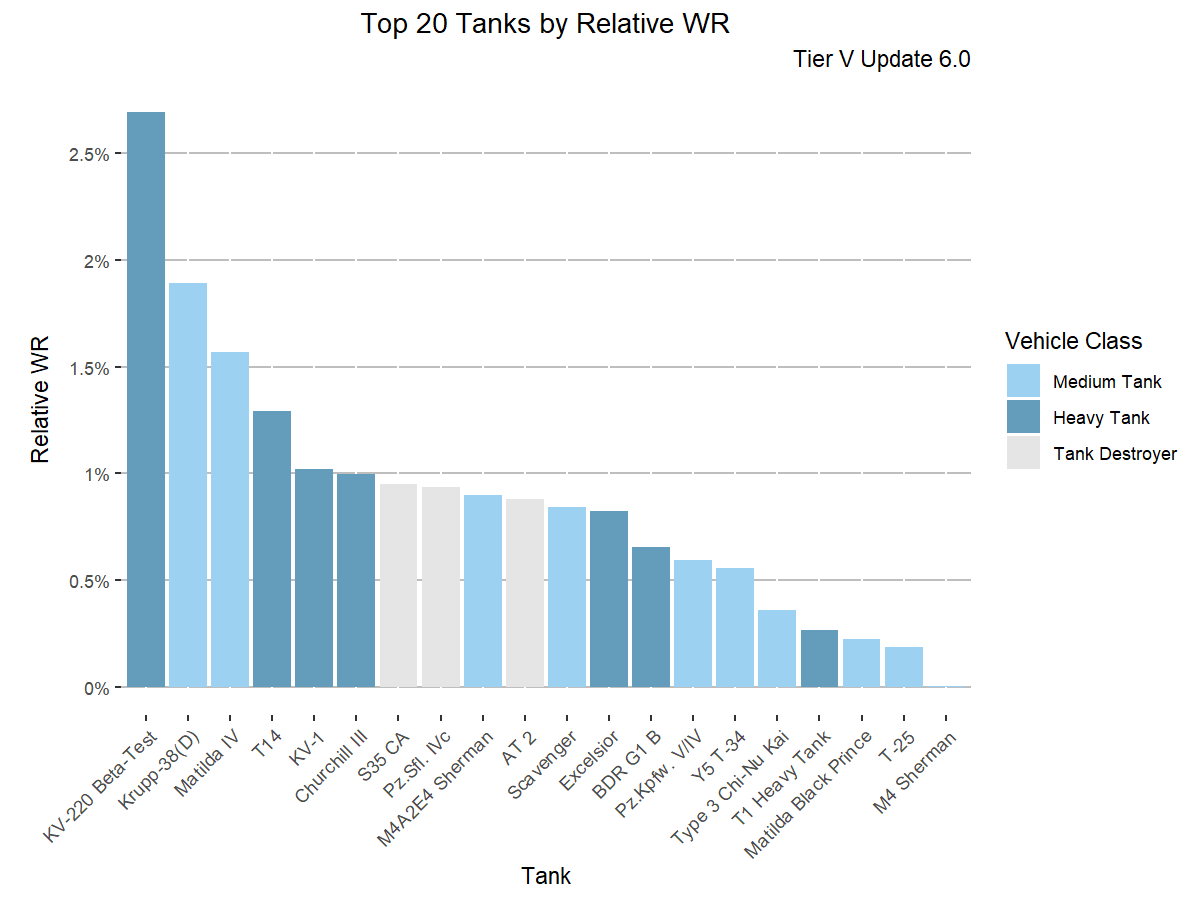 Top 20 Tanks by Relative WR
Tier V Update 6.0
Relative WR
2.5%
2%
1.5%
1%
0.5%
0%
KV-220 Beta-Test
Krupp-38(D)
Matilda IV
T14
KV-1
Churchill III
S35 CA
Pz.Sfl. IVc
M4A2E4 Sherman
AT 2
Scavenger
Excelsior
BDR G1 B
Pz.Kpfw. V/IV
Y5 T-34
Type 3 Chi-Nu Kai
T1 Heavy Tank
Matilda Black Prince
T-25
M4 Sherman
Tank
Vehicle Class
Medium Tank
Heavy Tank
Tank Destroyer